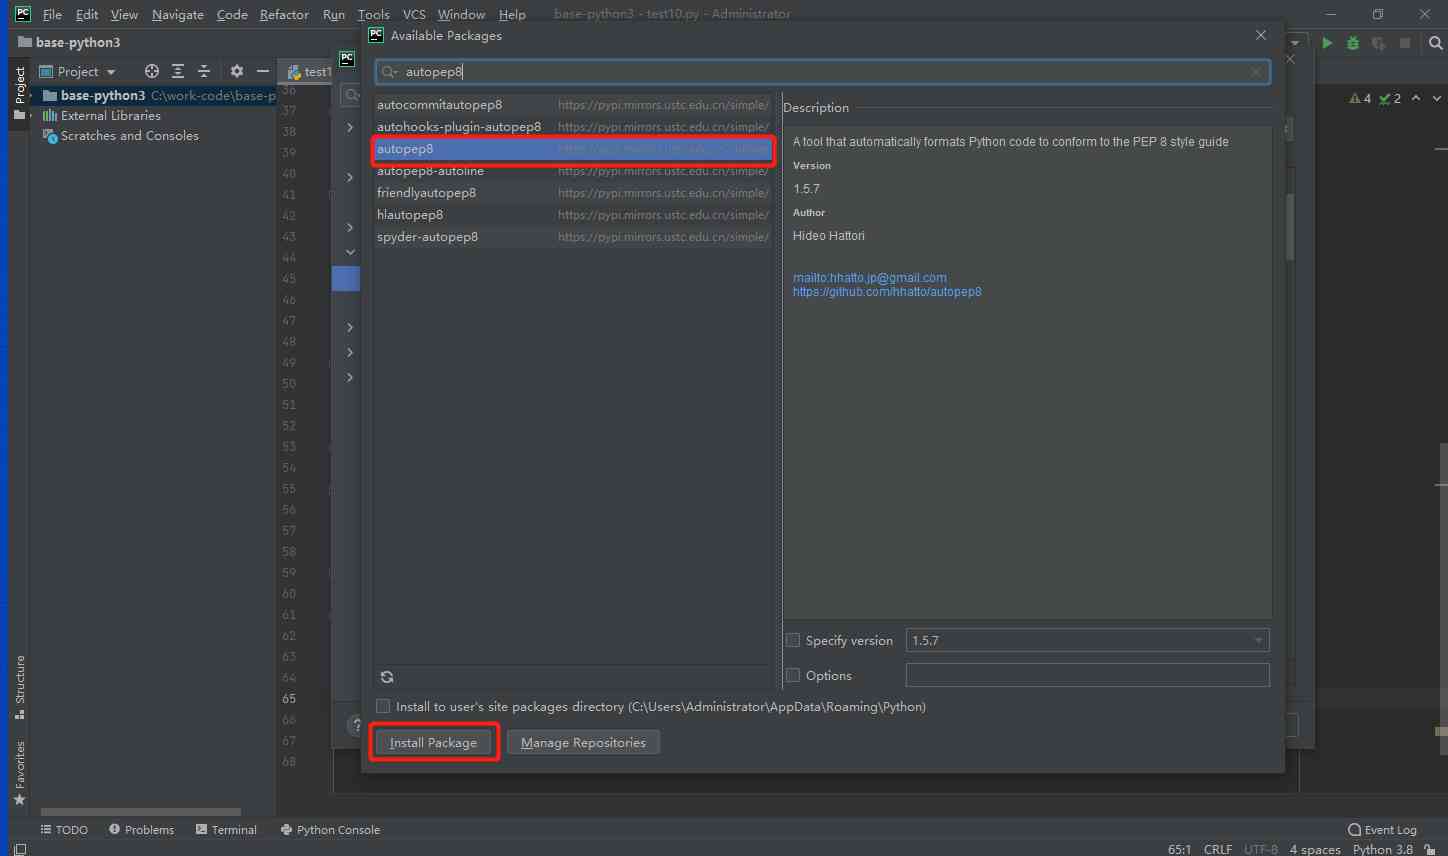 PC File Edit View Navigate Code Refactor Run Tools VCS Window Help base-python3 - test10.py - Administrator
base-python3
PC Available Packages
Project
Project
PC
test1
autopep8
base-python3 C:\work-code\base-p
External Libraries
Scratches and Consoles
4 2
36
37
38
39
40
41
42
43
44
45
46
47
48
49
50
51
52
53
54
55
56
57
58
59
60
61
62
63
64
65
66
67
68
autocommitautopep8 https://pypi.mirrors.ustc.edu.cn/simple/
autohooks-plugin-autopep8 https://pypi.mirrors.ustc.edu.cn/simple/
autopep8 https://pypi.mirrors.ustc.edu.cn/simple/
autopep8-autoline https://pypi.mirrors.ustc.edu.cn/simple/
friendlyautopep8 https://pypi.mirrors.ustc.edu.cn/simple/
hlautopep8 https://pypi.mirrors.ustc.edu.cn/simple/
spyder-autopep8 https://pypi.mirrors.ustc.edu.cn/simple/
Description
A tool that automatically formats Python code to conform to the PEP 8 style guide
Version
1.5.7
Author
Hideo Hattori
mailto:hhatto.jp@gmail.com
https://github.com/hhatto/autopep8
Specify version 1.5.7
Options
Install to user's site packages directory (C:\Users\Administrator\AppData\Roaming\Python)
?
Install Package Manage Repositories
Structure
Favorites
TODO Problems Terminal Python Console Event Log
65:1 CRLF UTF-8 4 spaces Python 3.8